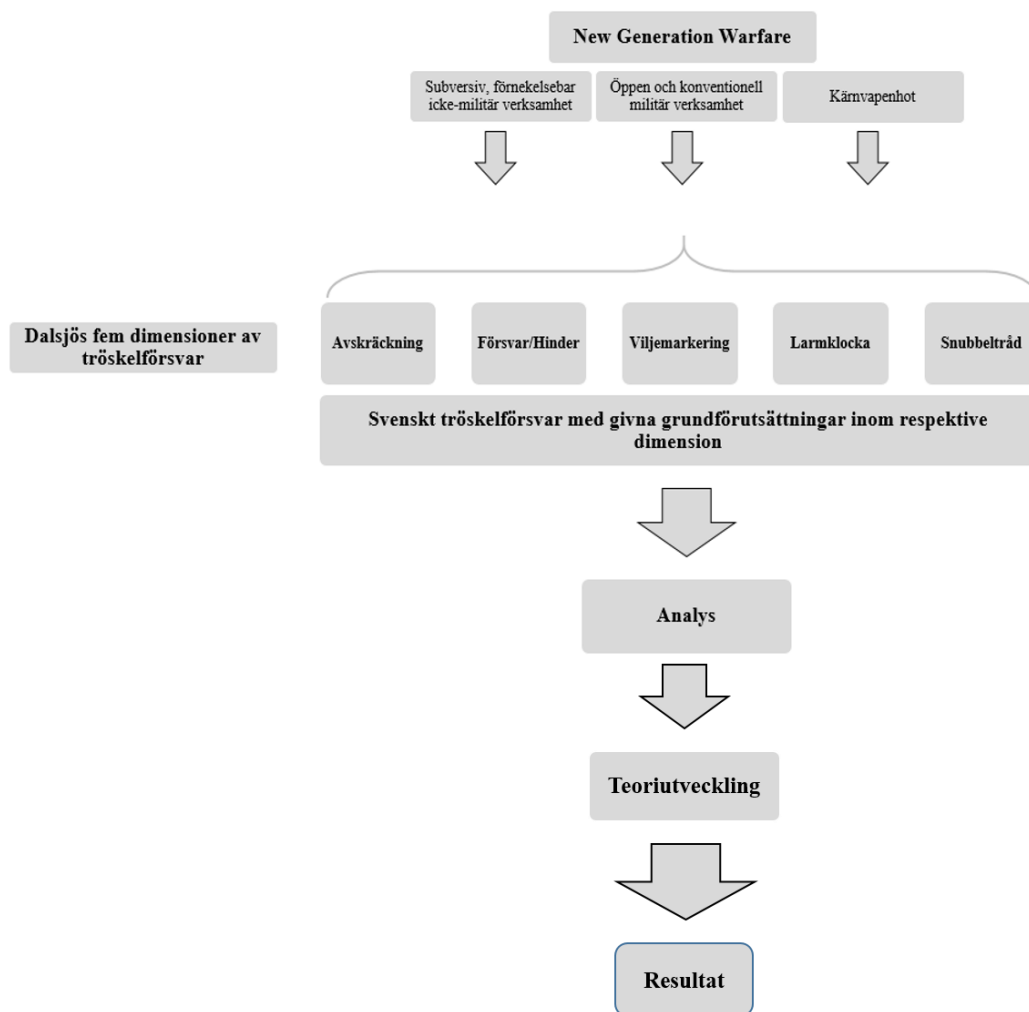 New Generation Warfare
Subversiv, förnekelsebar
icke-militär verksamhet
Öppen och konventionell
militär verksamhet
Kärnvapenhot
Dalsjös fem dimensioner av
tröskelförsvar
Avskräckning
Försvar/Hinder
Viljemarkering
Larmklocka
Snubbeltråd
Svenskt tröskelförsvar med givna grundförutsättningar inom respektive
dimension
Analys
Teoriutveckling
Resultat